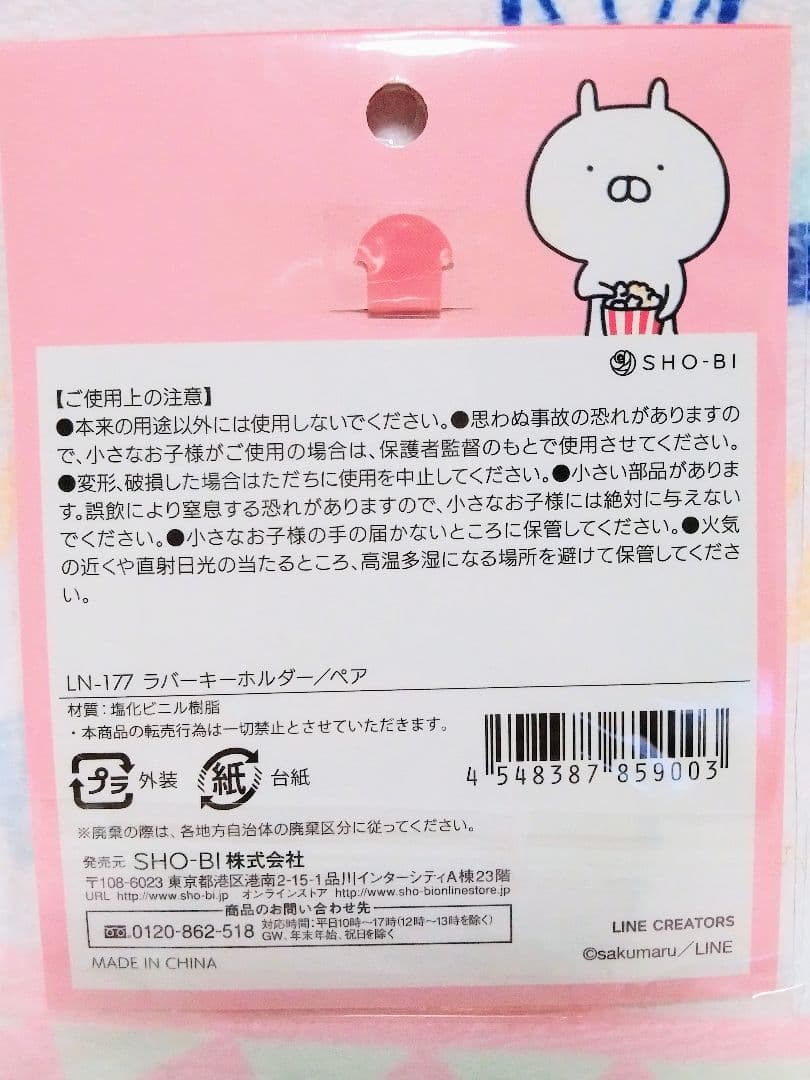 SHO-BI
【ご使用上の注意】
●本来の用途以外には使用しないでください。●思わぬ事故の恐れがありますの
で、小さなお子様がご使用の場合は、保護者監督のもとで使用させてください。
●変形、破損した場合はただちに使用を中止してください。●小さい部品がありま
す。誤飲により窒息する恐れがありますので、小さなお子様には絶対に与えない
でください。●小さなお子様の手の届かないところに保管してください。●火気
の近くや直射日光の当たるところ、高温多湿になる場所を避けて保管してくださ
い。
LN-177 ラバーキーホルダー／ペア
材質：塩化ビニル樹脂
・本商品の転売行為は一切禁止とさせていただきます。
プラ 外装 紙 台紙
4 548387 859003
※廃棄の際は、各地方自治体の廃棄区分に従ってください。
発売元 SHO-BI株式会社
〒108-6023 東京都港区港南2-15-1品川インターシティA棟23階
URL http://www.sho-bi.jp オンラインストア http://www.sho-bionlinestore.jp
商品のお問い合わせ先
0120-862-518 対応時間：平日10時〜17時（12時〜13時を除く）
GW、年末年始、祝日を除く
MADE IN CHINA
LINE CREATORS
©sakumaru／LINE